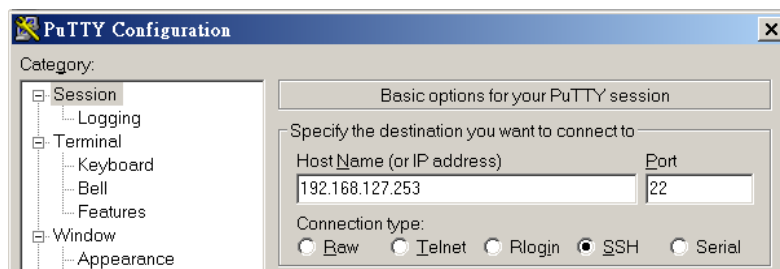 PuTTY Configuration
Category:
Session
Logging
Terminal
Keyboard
Bell
Features
Window
Appearance
Basic options for your PuTTY session
Specify the destination you want to connect to
Host Name (or IP address)
Port
192.168.127.253
22
Connection type:
Raw
Telnet
Rlogin
SSH
Serial